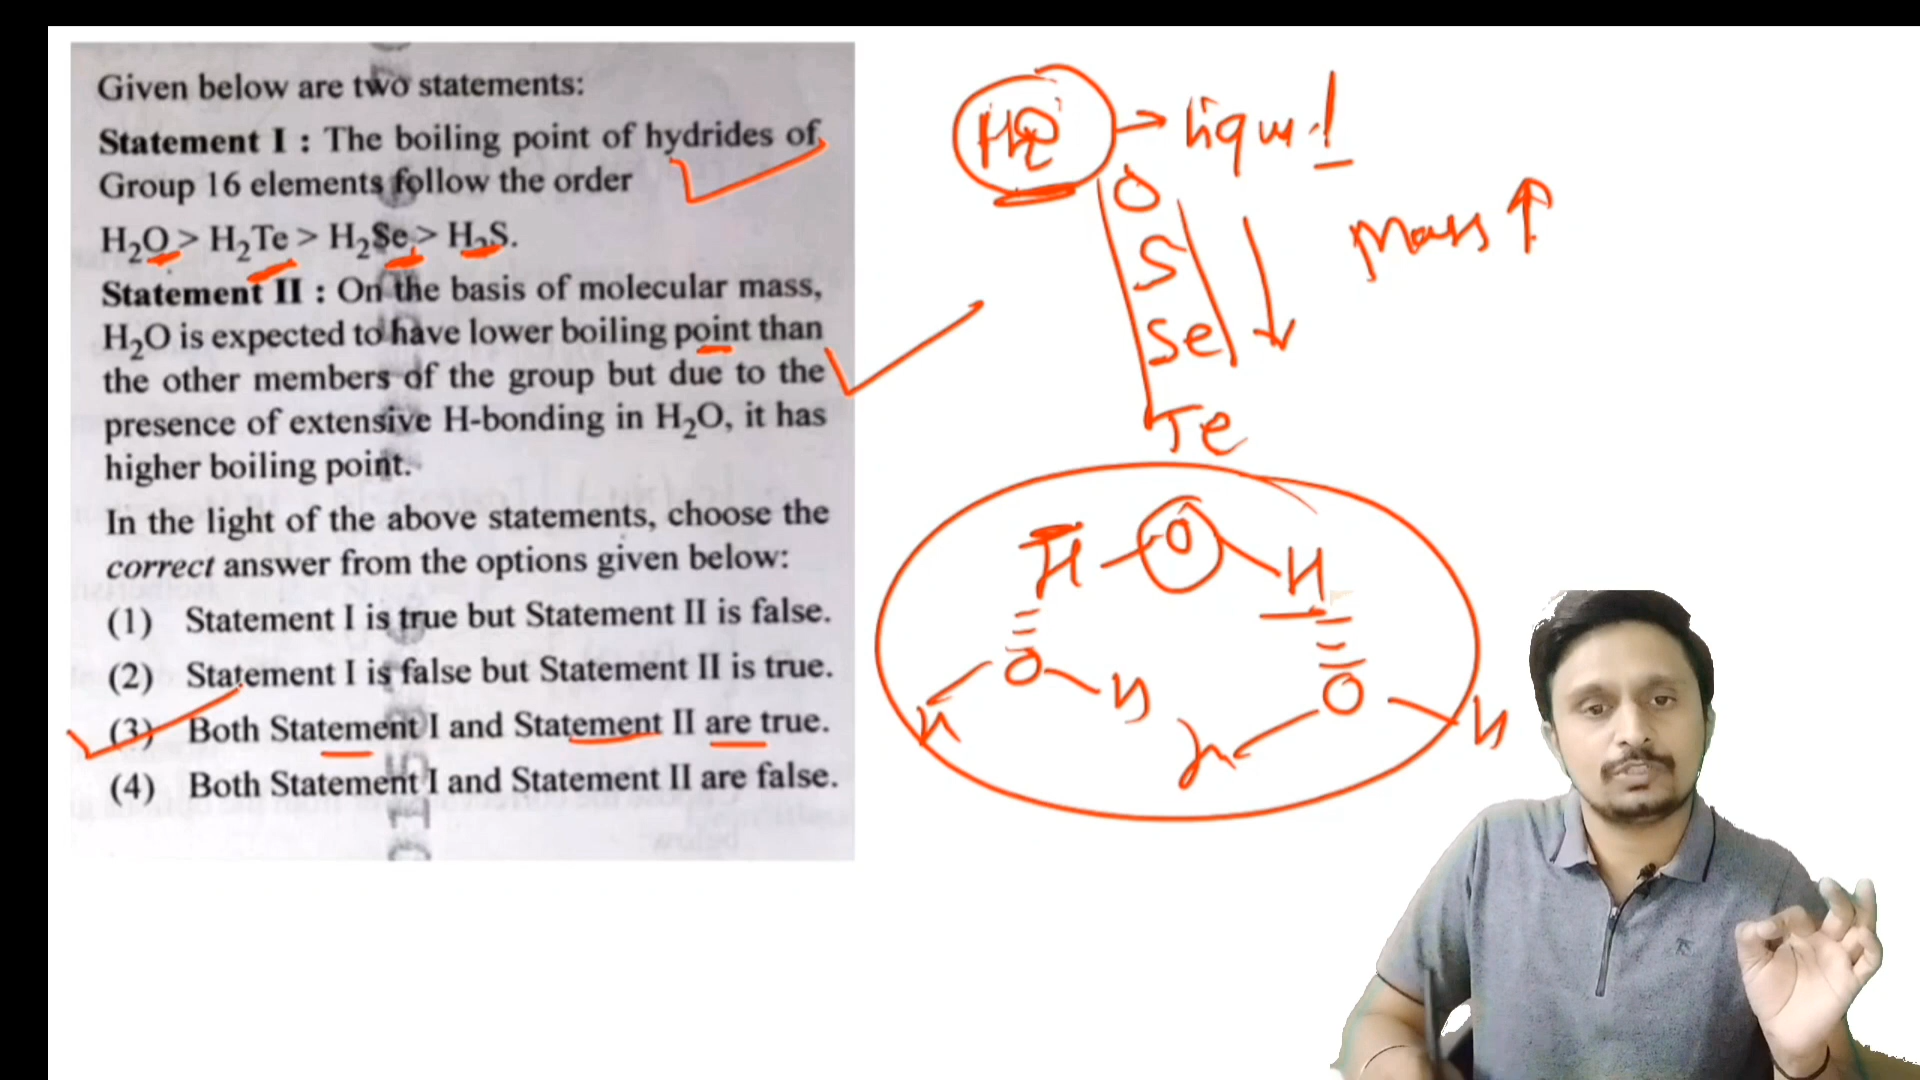 Given below are two statements:
Statement I : The boiling point of hydrides of
Group 16 elements follow the order
H₂O > H₂Te > H₂Se > H₂S.
Statement II : On the basis of molecular mass,
H₂O is expected to have lower boiling point than
the other members of the group but due to the
presence of extensive H-bonding in H₂O, it has
higher boiling point.
In the light of the above statements, choose the
correct answer from the options given below:
(1) Statement I is true but Statement II is false.
(2) Statement I is false but Statement II is true.
(3) Both Statement I and Statement II are true.
(4) Both Statement I and Statement II are false.
H₂O → liquid
O
S
Se
Te
Mass ↑
H O H
O H
H
O H
H